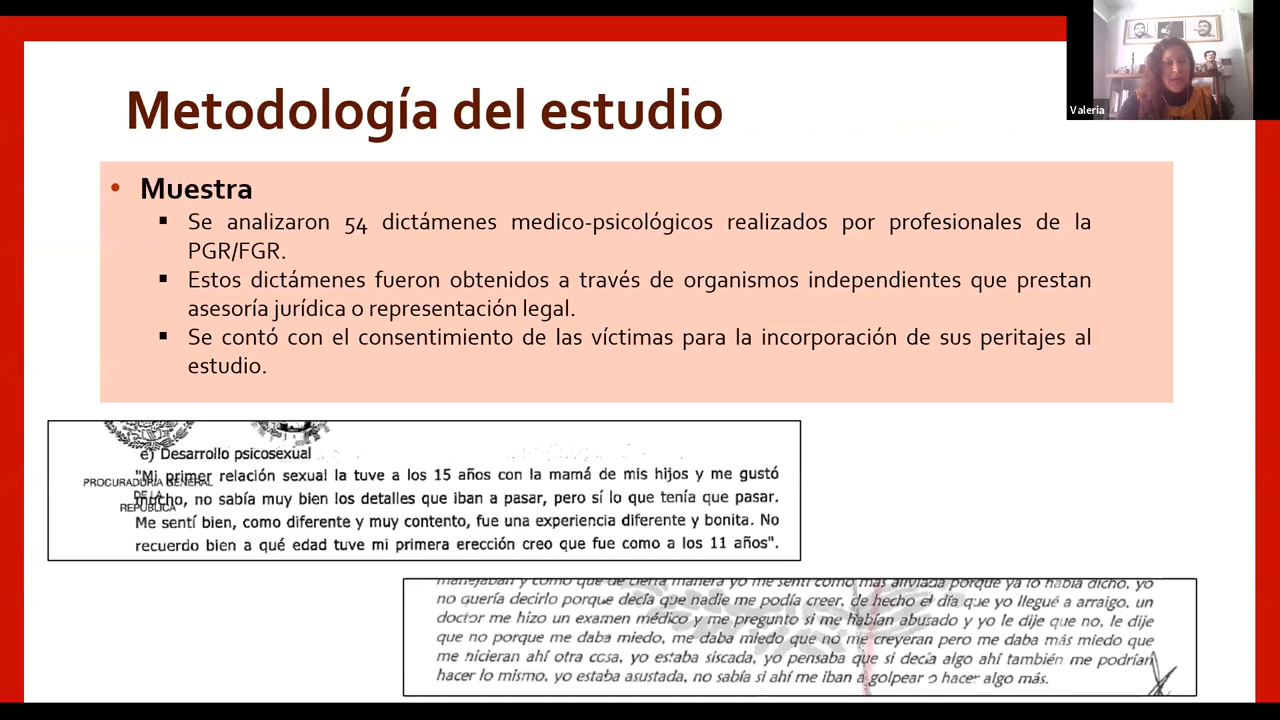 Valeria
Metodología del estudio
• Muestra
▪ Se analizaron 54 dictámenes medico-psicológicos realizados por profesionales de la
PGR/FGR.
▪ Estos dictámenes fueron obtenidos a través de organismos independientes que prestan
asesoría jurídica o representación legal.
▪ Se contó con el consentimiento de las víctimas para la incorporación de sus peritajes al
estudio.
e) Desarrollo psicosexual
"Mi primer relación sexual la tuve a los 15 años con la mamá de mis hijos y me gustó
PROCURADURÍA GENERAL
DE LA
REPÚBLICA
mucho, no sabía muy bien los detalles que iban a pasar, pero sí lo que tenía que pasar.
Me sentí bien, como diferente y muy contento, fue una experiencia diferente y bonita. No
recuerdo bien a qué edad tuve mi primera erección creo que fue como a los 11 años".
manejaban y como que de cierta manera yo me sentí como más aliviada porque ya lo había dicho, yo
no quería decirlo porque decía que nadie me podía creer, de hecho el día que yo llegué a arraigo, un
doctor me hizo un examen médico y me pregunto si me habían abusado y yo le dije que no, le dije
que no porque me daba miedo, me daba miedo que no me creyeran pero me daba más miedo que
me hicieran ahí otra cosa, yo estaba siscada, yo pensaba que si decía algo ahí también me podrían
hacer lo mismo, yo estaba asustada, no sabía si ahí me iban a golpear o hacer algo más.